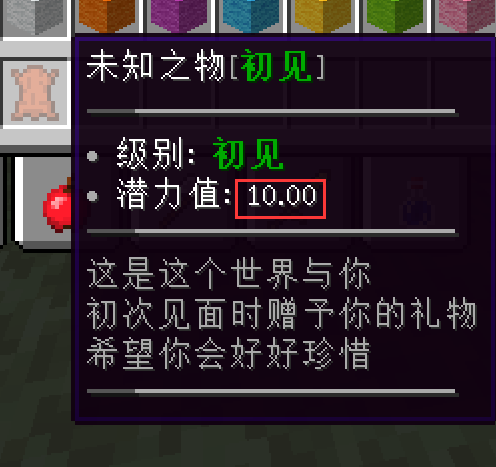 未知之物[初见]
• 级别: 初见
• 潜力值: 10.00
这是这个世界与你
初次见面时赠予你的礼物
希望你会好好珍惜